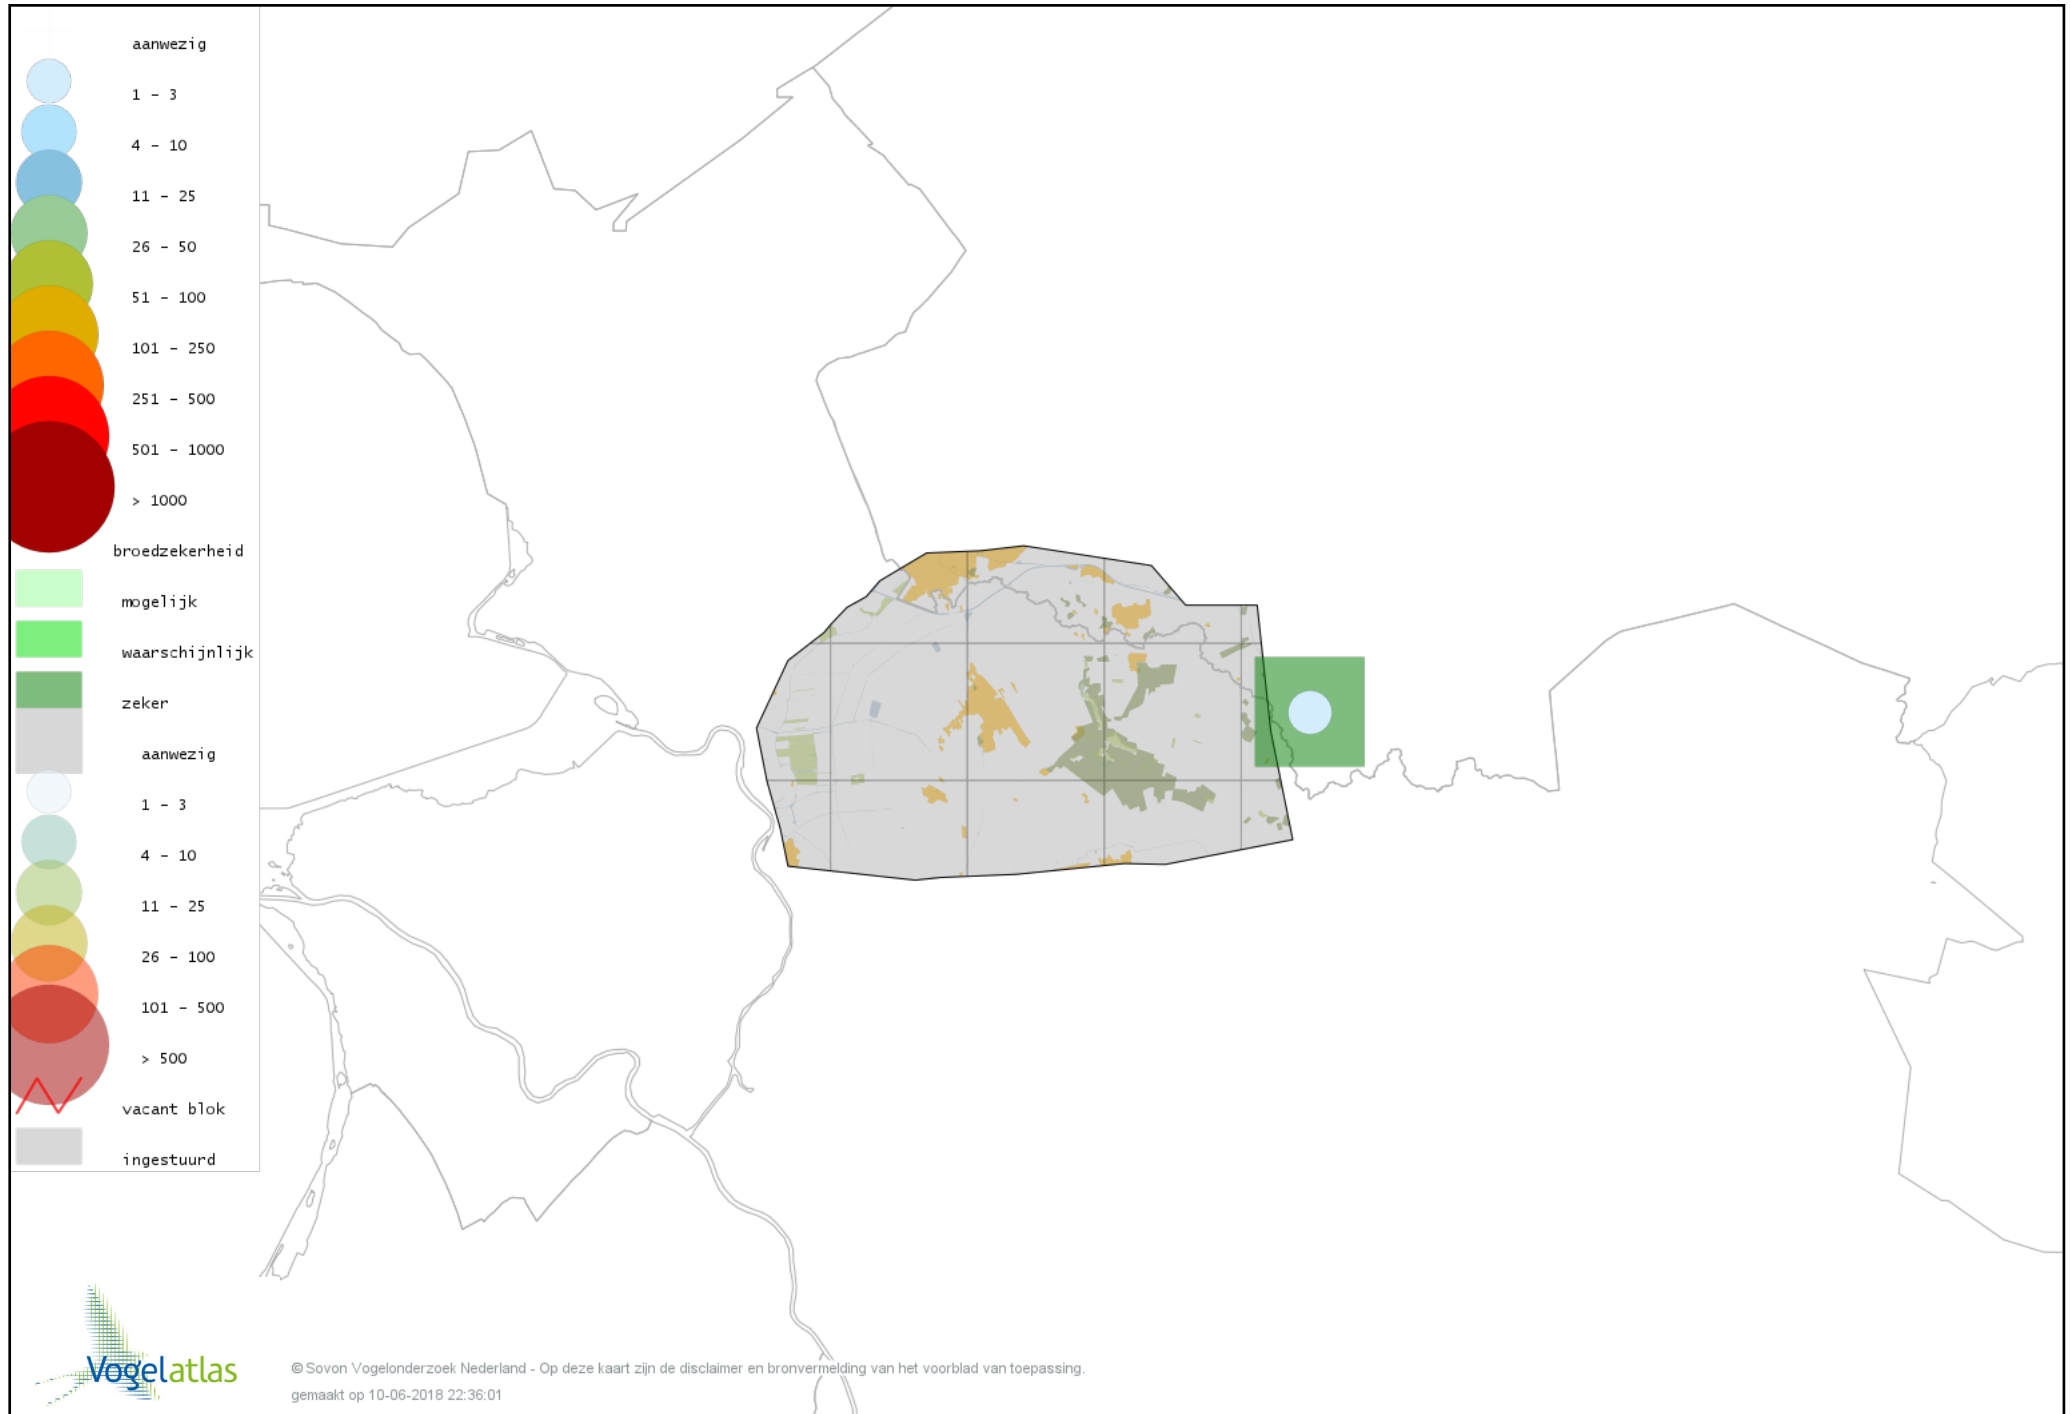 aanwezig
1 – 3
4 – 10
11 – 25
26 – 50
51 – 100
101 – 250
251 – 500
501 – 1000
> 1000
broedzekerheid
mogelijk
waarschijnlijk
zeker
aanwezig
1 – 3
4 – 10
11 – 25
26 – 100
101 – 500
> 500
vacant blok
ingestuurd
Vogelatlas
© Sovon Vogelonderzoek Nederland - Op deze kaart zijn de disclaimer en bronvermelding van het voorblad van toepassing.
gemaakt op 10-06-2018 22:36:01